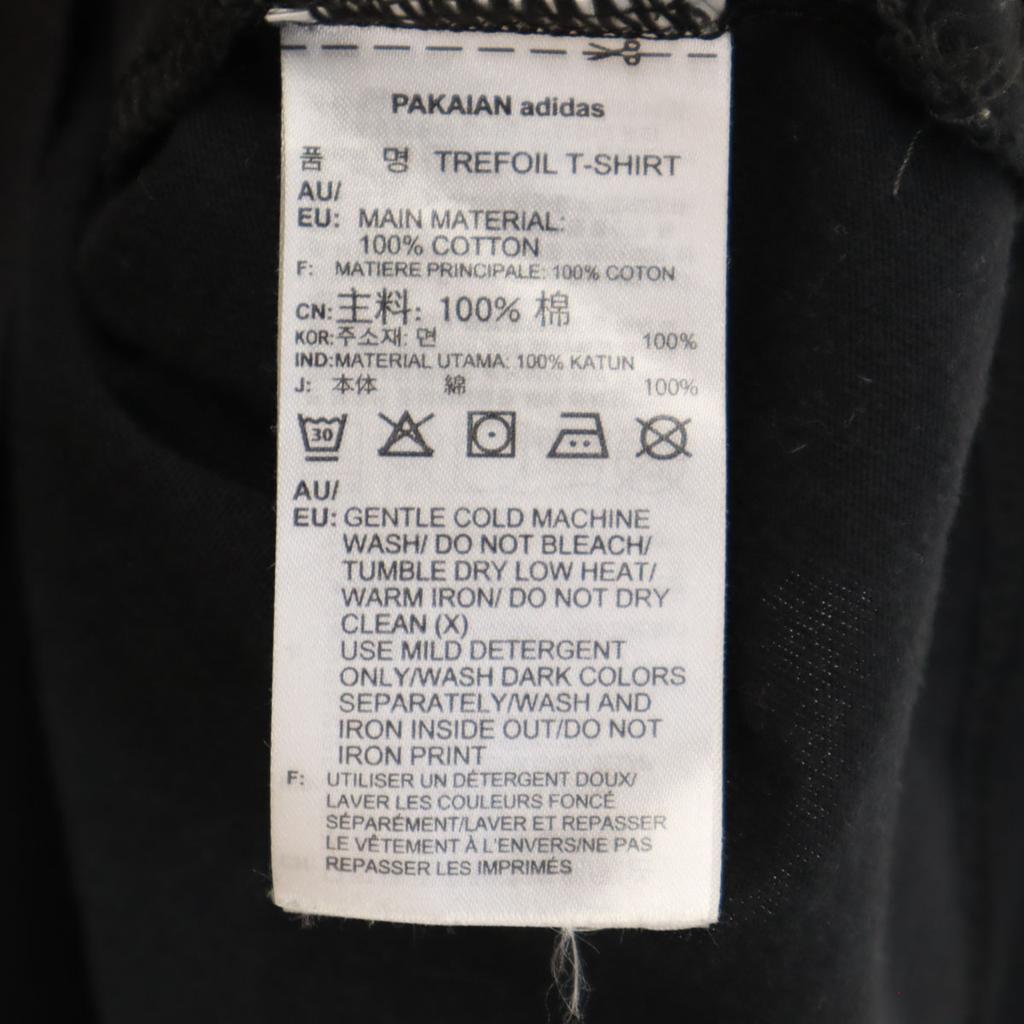 PAKAIAN adidas
품 명 TREFOIL T-SHIRT
AU/
EU: MAIN MATERIAL:
100% COTTON
F: MATIERE PRINCIPALE: 100% COTON
CN: 主料: 100% 棉
KOR: 주소재: 면 100%
IND: MATERIAL UTAMA: 100% KATUN
J: 本体 綿 100%
30
AU/
EU: GENTLE COLD MACHINE
WASH/ DO NOT BLEACH/
TUMBLE DRY LOW HEAT/
WARM IRON/ DO NOT DRY
CLEAN (X)
USE MILD DETERGENT
ONLY/WASH DARK COLORS
SEPARATELY/WASH AND
IRON INSIDE OUT/DO NOT
IRON PRINT
F: UTILISER UN DÉTERGENT DOUX/
LAVER LES COULEURS FONCÉ
SÉPARÉMENT/LAVER ET REPASSER
LE VÊTEMENT À L'ENVERS/NE PAS
REPASSER LES IMPRIMÉS